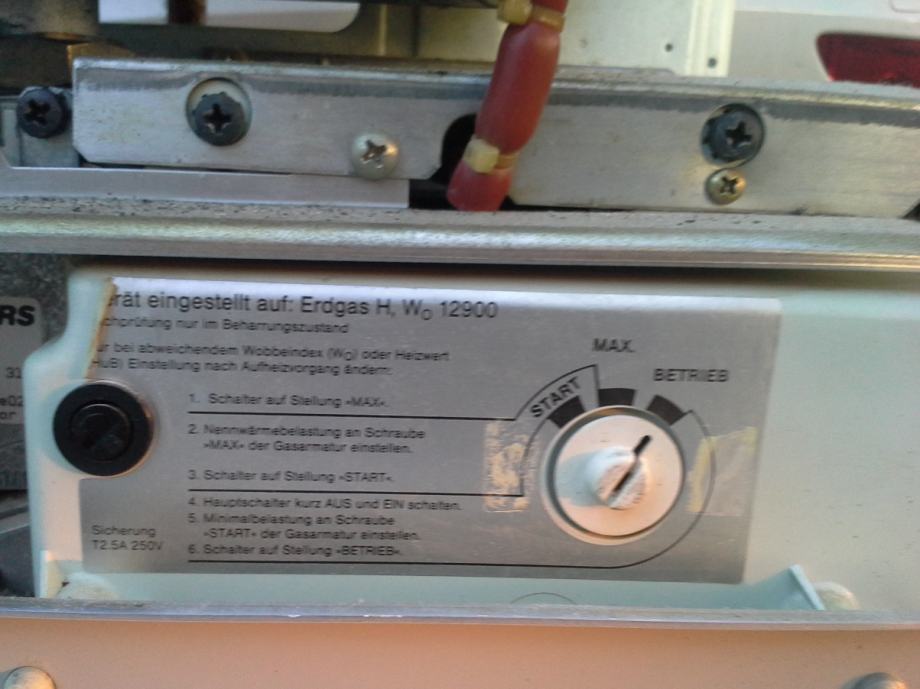 erät eingestellt auf: Erdgas H, WO 12900
chprüfung nur im Beharrungszustand
ur bei abweichendem Wobbeindex (WO) oder Heizwert
HuB) Einstellung nach Aufheizvorgang ändern:
1. Schalter auf Stellung »MAX«.
2. Nennwärmebelastung an Schraube
»MAX« der Gasarmatur einstellen.
3. Schalter auf Stellung »START«.
4. Hauptschalter kurz AUS und EIN schalten.
5. Minimalbelastung an Schraube
»START« der Gasarmatur einstellen.
6. Schalter auf Stellung »BETRIEB«.
Sicherung
T2.5A 250V
START
MAX.
BETRIEB
RS
31